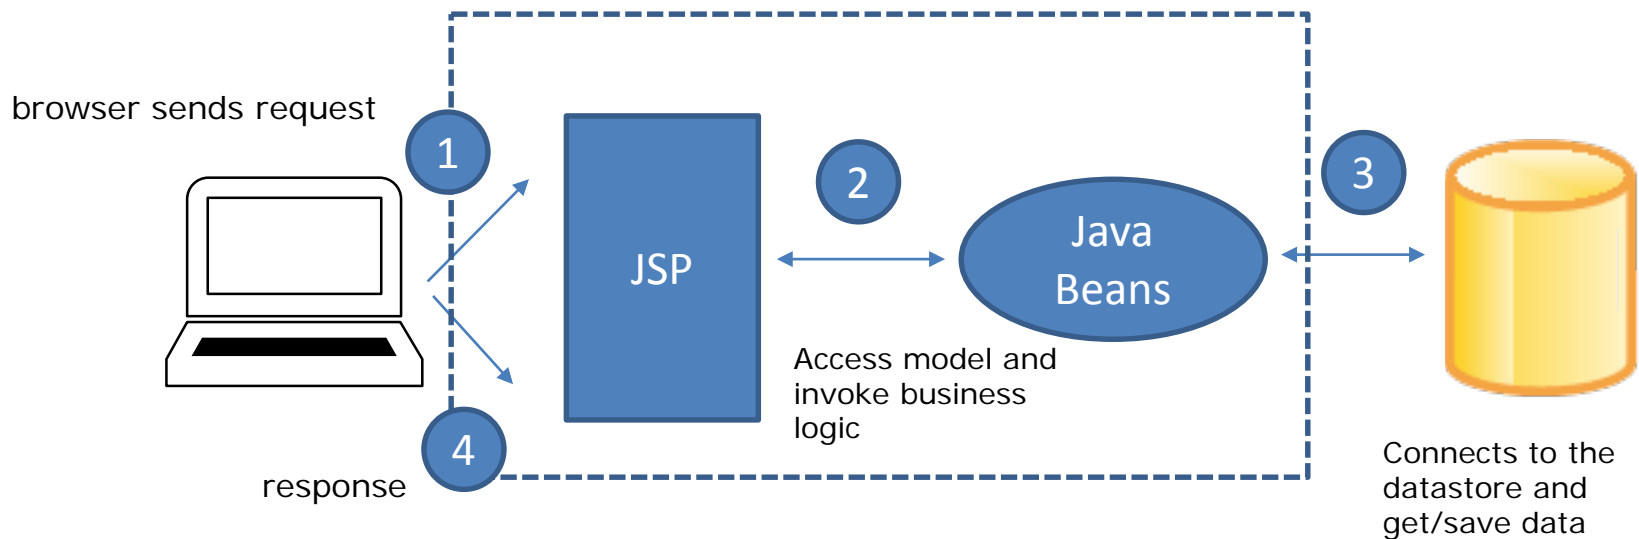 browser sends request
1
JSP
2
Java
Beans
3
Access model and
invoke business
logic
4
response
Connects to the
datastore and
get/save data